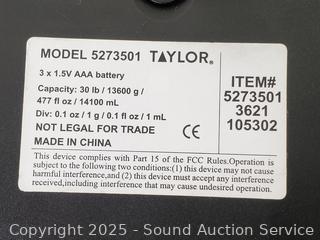 MODEL 5273501 TAYLOR®
3 x 1.5V AAA battery
Capacity: 30 lb / 13600 g /
477 fl oz / 14100 mL
Div: 0.1 oz / 1 g / 0.1 fl oz / 1 mL
NOT LEGAL FOR TRADE
MADE IN CHINA
ITEM#
5273501
3621
105302
This device complies with Part 15 of the FCC Rules.Operation is
subject to the following two conditions:(1) this device may not cause
harmful interference, and (2) this device must accept any interference
received,including interference that may cause undesired operation.
Copyright 2025 - Sound Auction Service